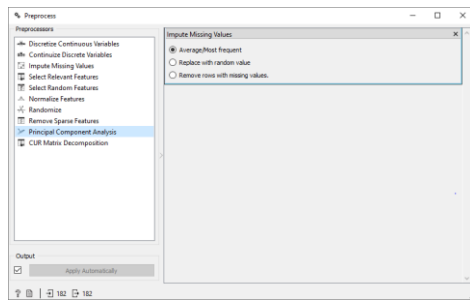 Preprocess
Preprocessors
Discretize Continuous Variables
Continuize Discrete Variables
Impute Missing Values
Select Relevant Features
Select Random Features
Normalize Features
Randomize
Remove Sparse Features
Principal Component Analysis
CUR Matrix Decomposition
Output
Apply Automatically
182 182
Impute Missing Values
Average/Most frequent
Replace with random value
Remove rows with missing values.